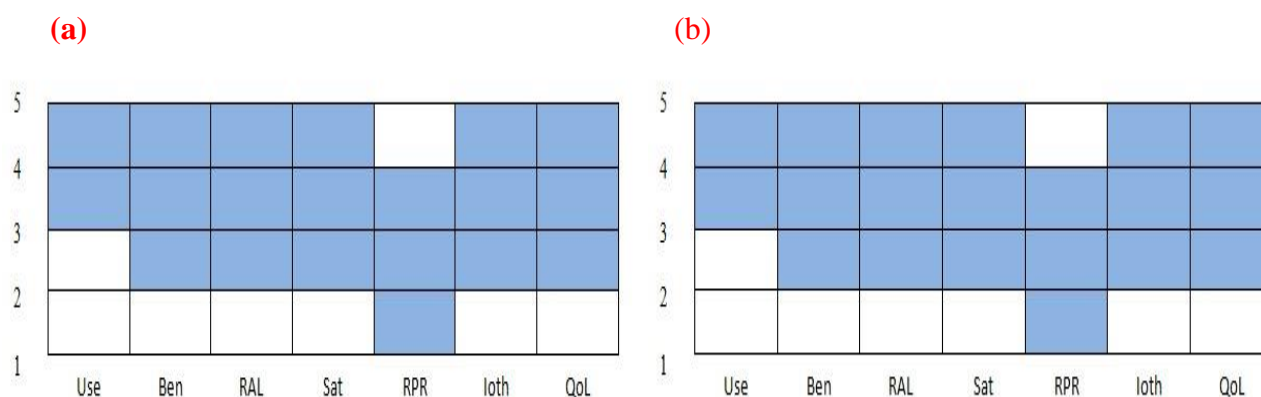 (a) (b)
5 5
4 4
3 3
2 2
1 1
Use Ben RAL Sat RPR Ioth QoL Use Ben RAL Sat RPR Ioth QoL